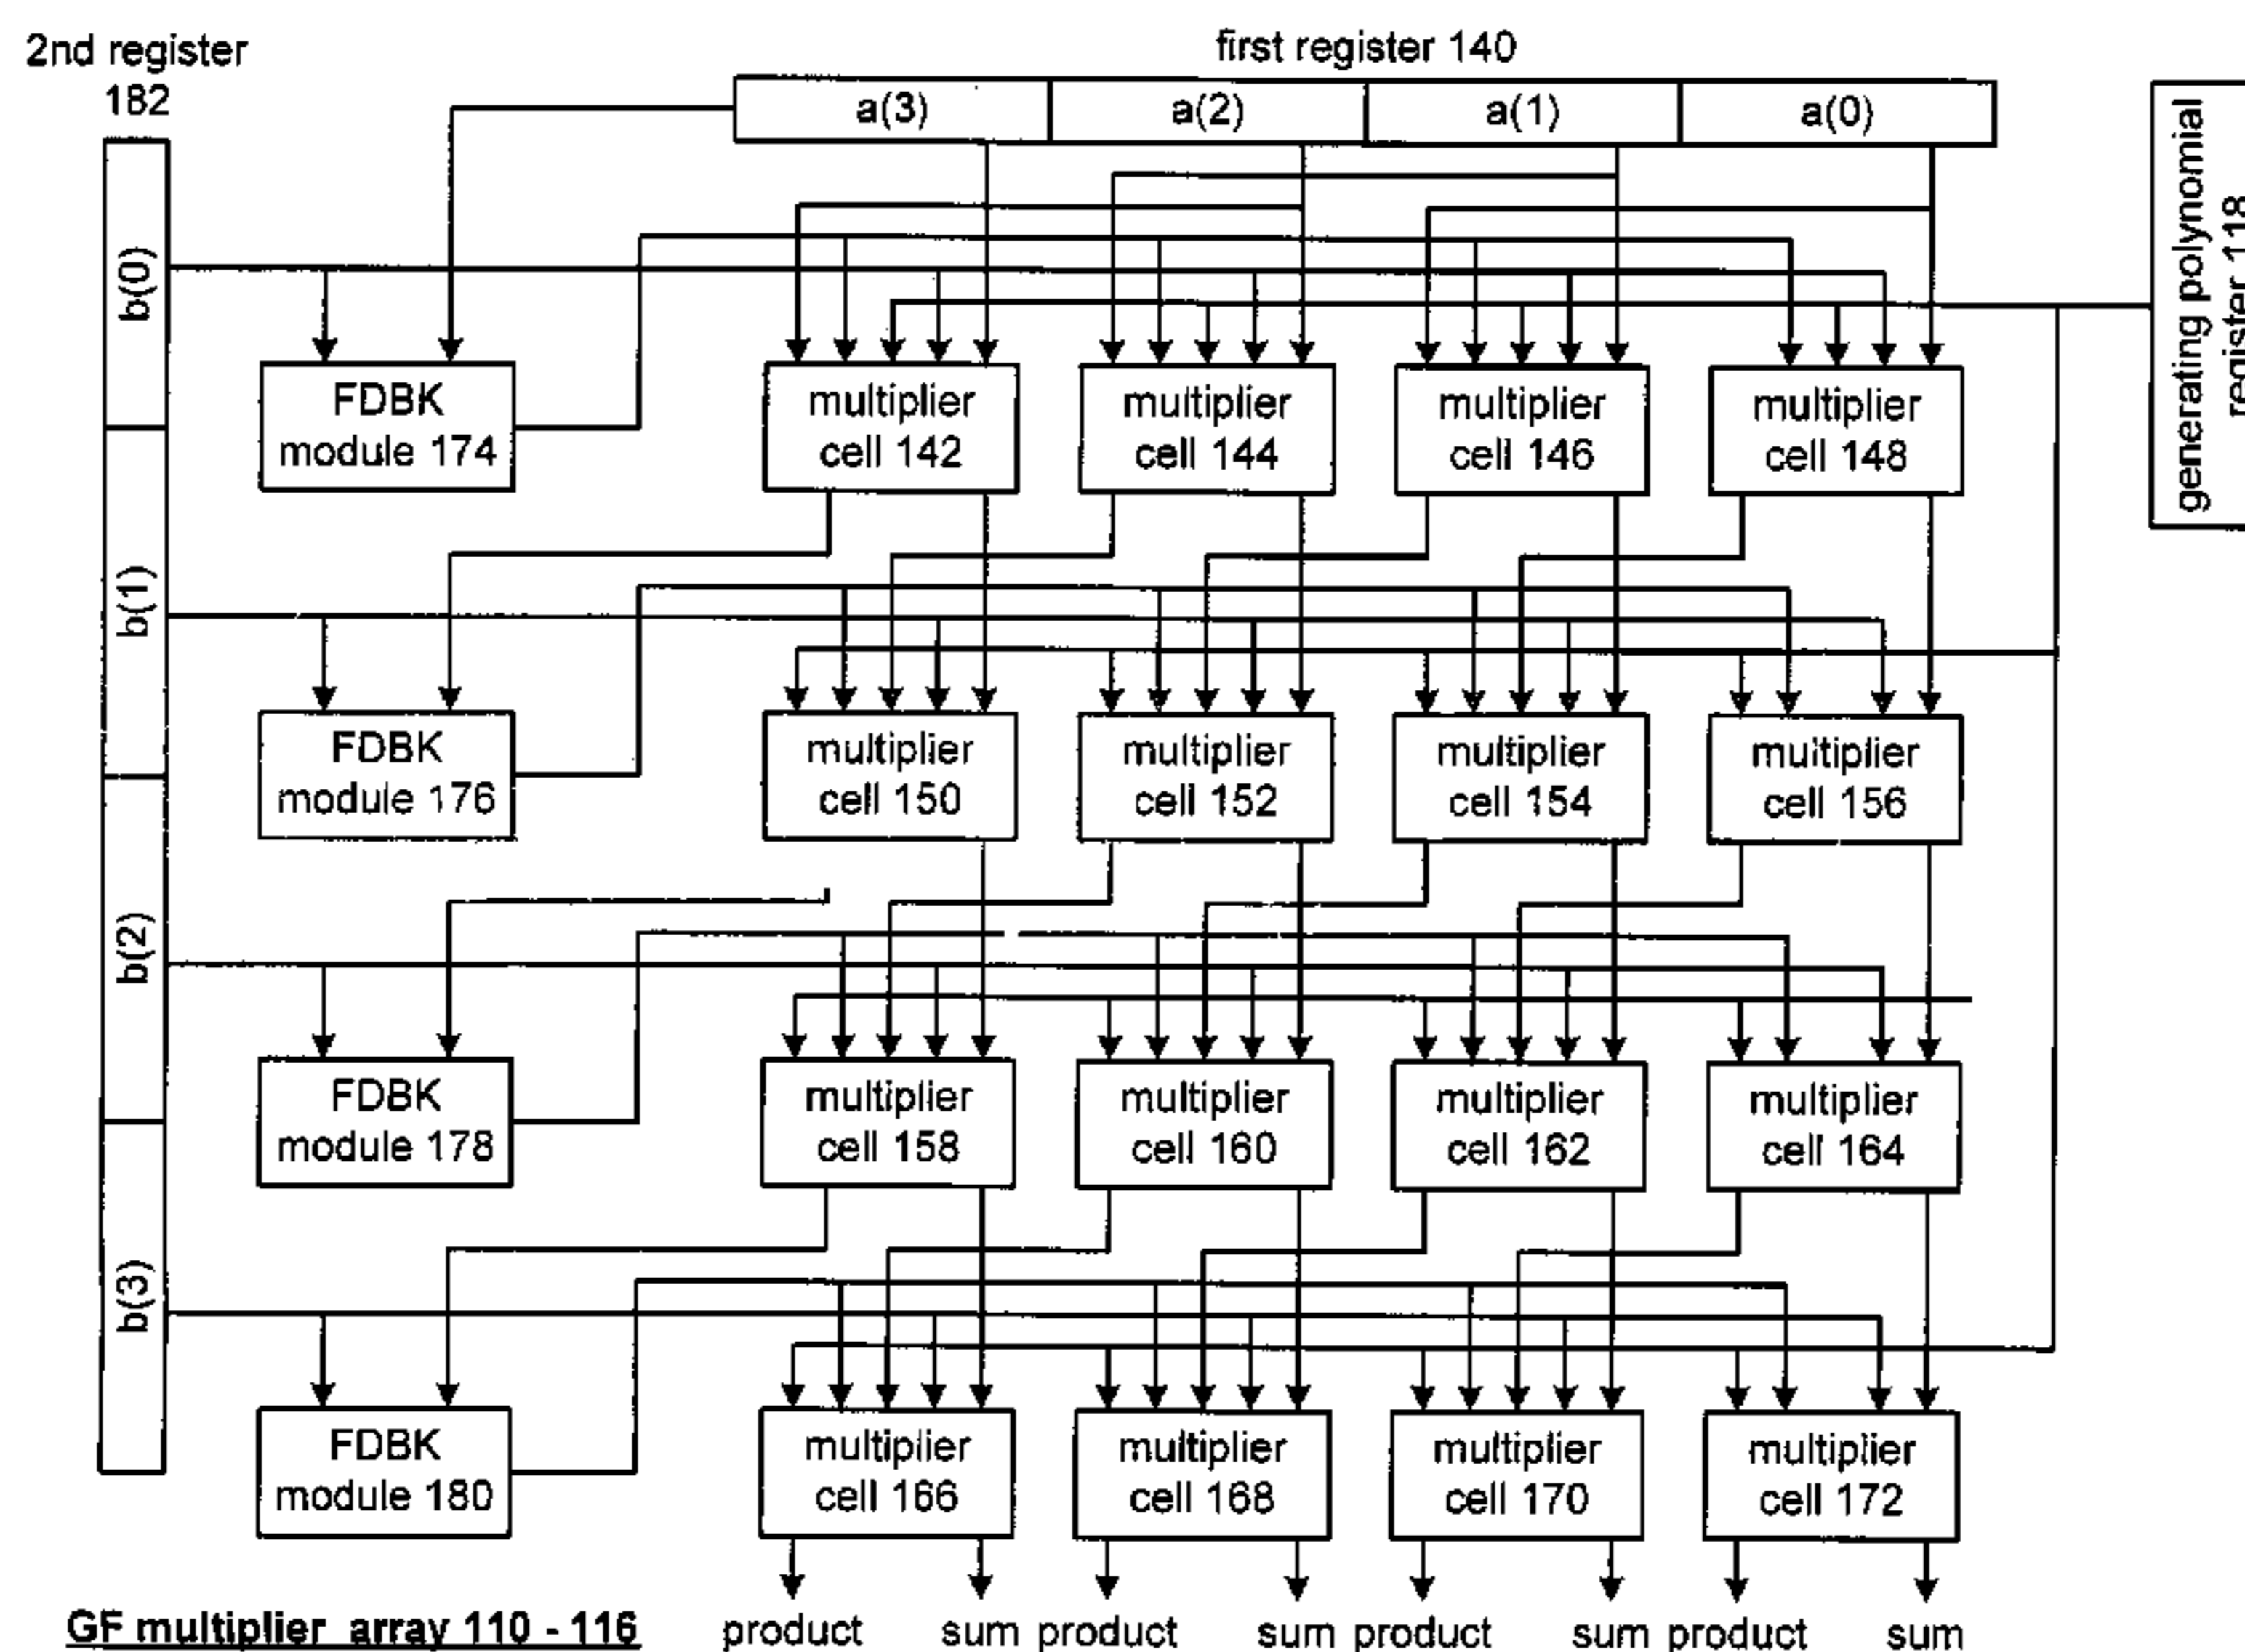 2nd register
182
first register 140
a(3) a(2) a(1) a(0)
generating polynomial
register 118
b(0)
FDBK
module 174
multiplier
cell 142
multiplier
cell 144
multiplier
cell 146
multiplier
cell 148
b(1)
FDBK
module 176
multiplier
cell 150
multiplier
cell 152
multiplier
cell 154
multiplier
cell 156
b(2)
FDBK
module 178
multiplier
cell 158
multiplier
cell 160
multiplier
cell 162
multiplier
cell 164
b(3)
FDBK
module 180
multiplier
cell 166
multiplier
cell 168
multiplier
cell 170
multiplier
cell 172
GF multiplier array 110 - 116
product sum product sum product sum product sum